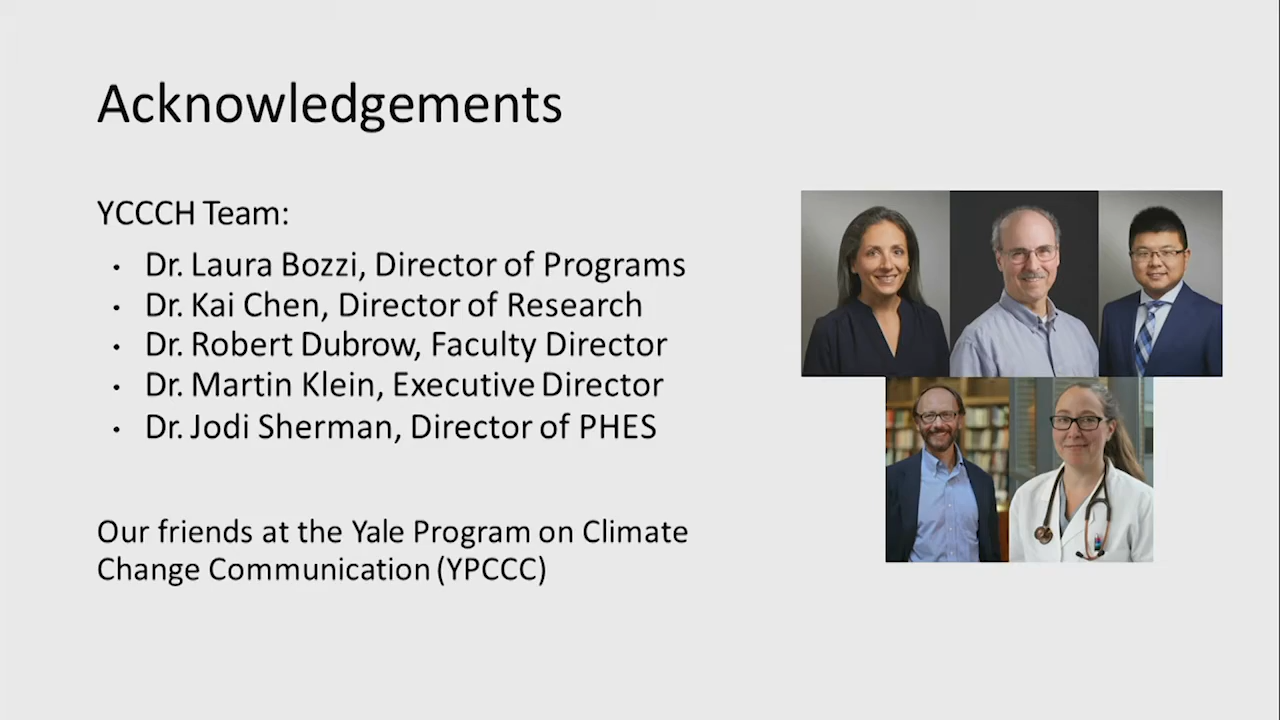 Acknowledgements
YCCCH Team:
• Dr. Laura Bozzi, Director of Programs
• Dr. Kai Chen, Director of Research
• Dr. Robert Dubrow, Faculty Director
• Dr. Martin Klein, Executive Director
• Dr. Jodi Sherman, Director of PHES
Our friends at the Yale Program on Climate
Change Communication (YPCCC)